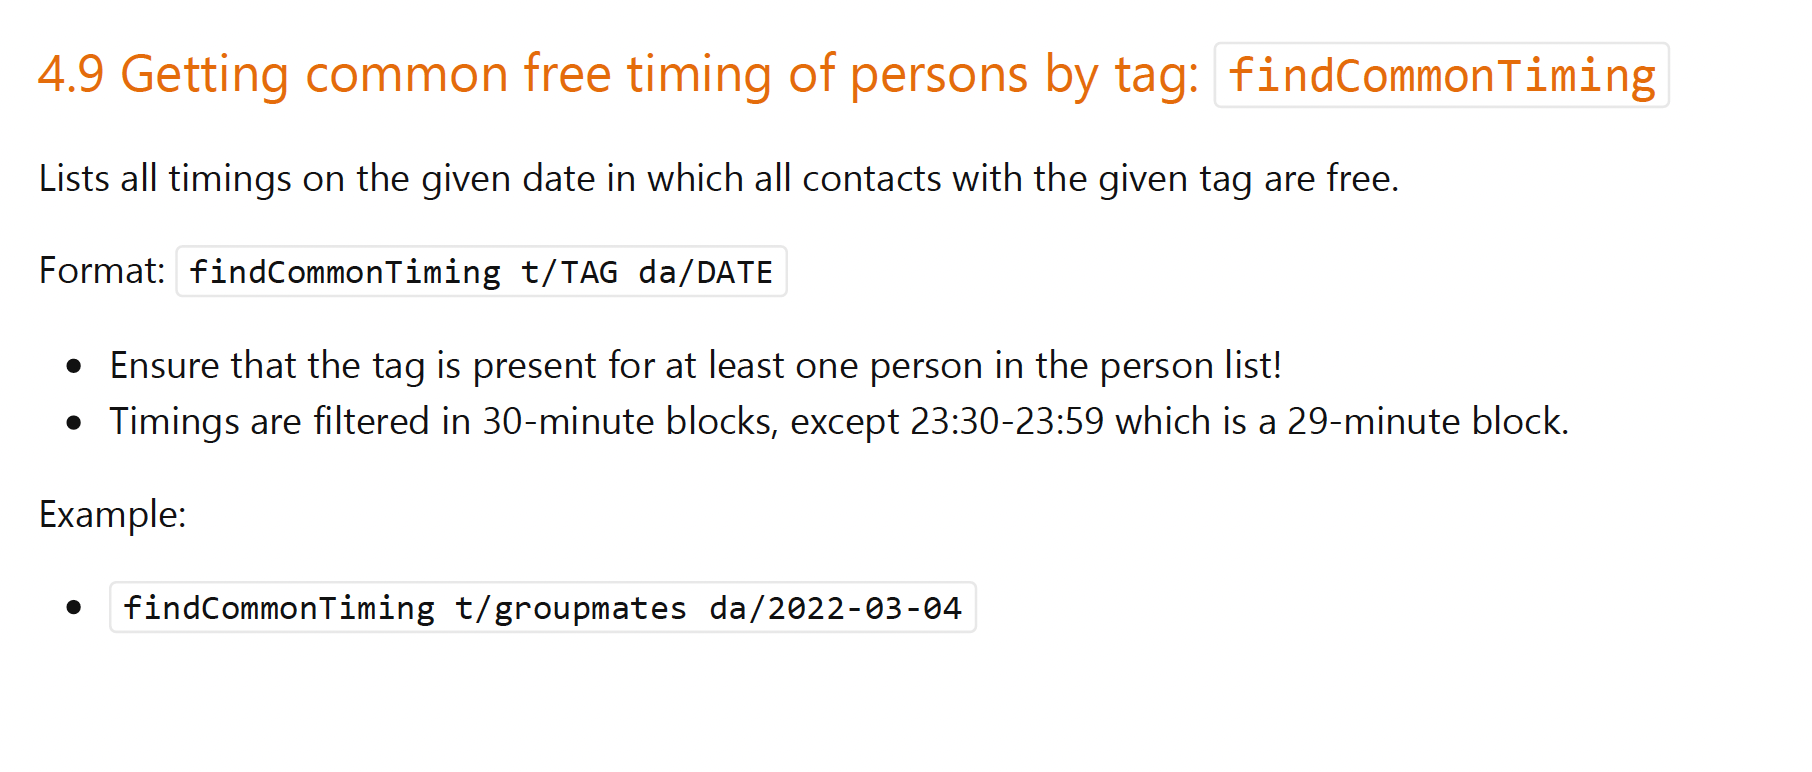 4.9 Getting common free timing of persons by tag: findCommonTiming
Lists all timings on the given date in which all contacts with the given tag are free.
Format: findCommonTiming t/TAG da/DATE
• Ensure that the tag is present for at least one person in the person list!
• Timings are filtered in 30-minute blocks, except 23:30-23:59 which is a 29-minute block.
Example:
• findCommonTiming t/groupmates da/2022-03-04